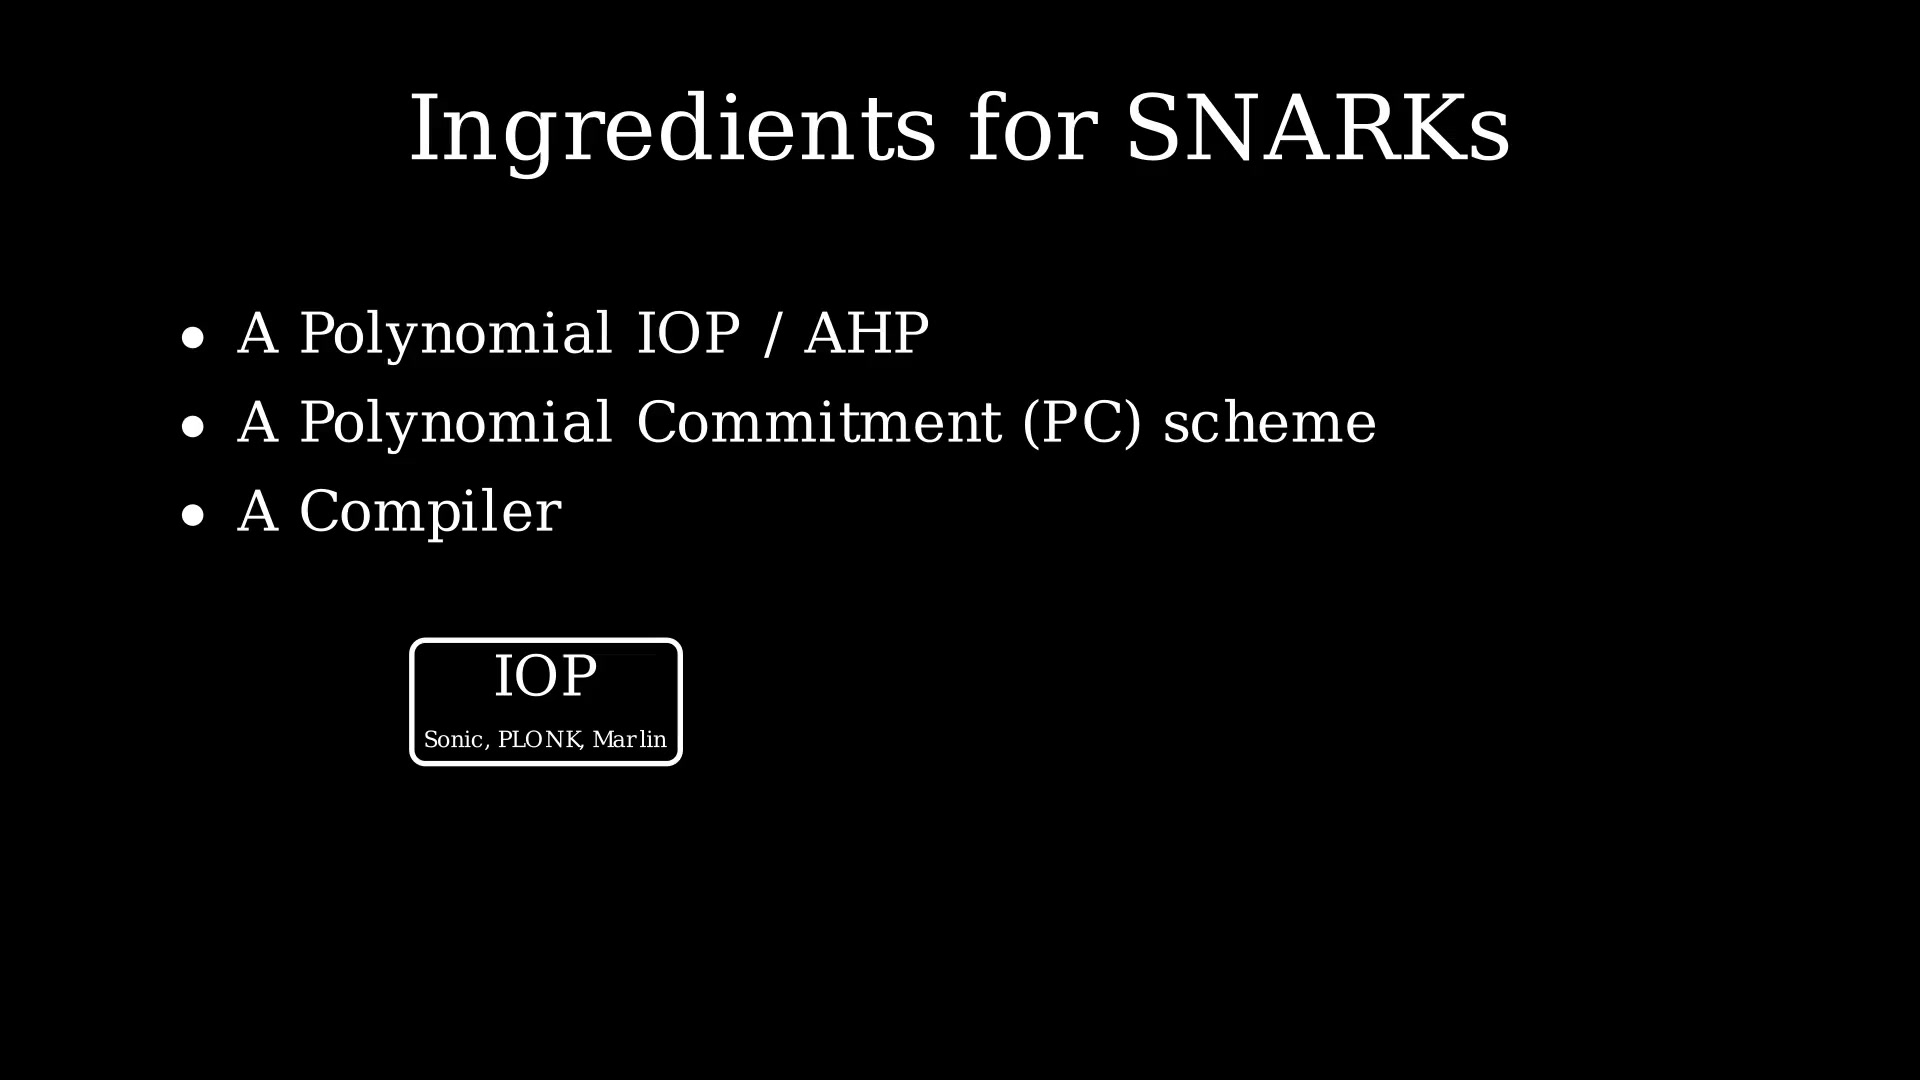 Ingredients for SNARKs
• A Polynomial IOP / AHP
• A Polynomial Commitment (PC) scheme
• A Compiler
IOP
Sonic, PLONK, Marlin